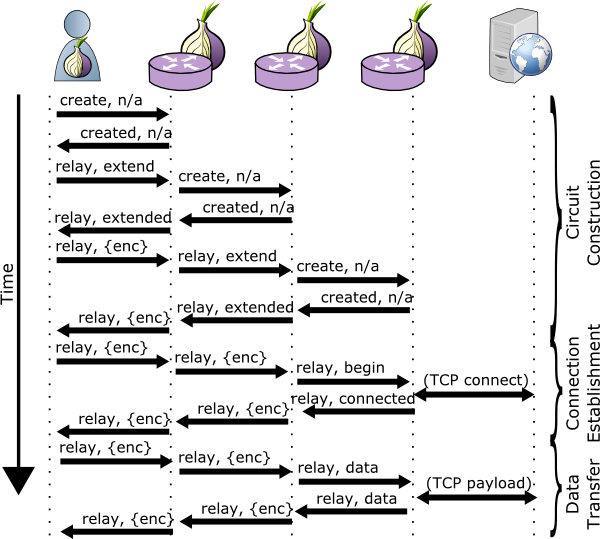 create, n/a
created, n/a
relay, extend
create, n/a
created, n/a
relay, extended
relay, {enc}
relay, extend
create, n/a
created, n/a
relay, extended
relay, {enc}
relay, {enc}
relay, {enc}
relay, begin
(TCP connect)
relay, connected
relay, {enc}
relay, {enc}
relay, {enc}
relay, {enc}
relay, data
(TCP payload)
relay, data
relay, {enc}
relay, {enc}
Time
Circuit
Construction
Connection
Establishment
Data
Transfer